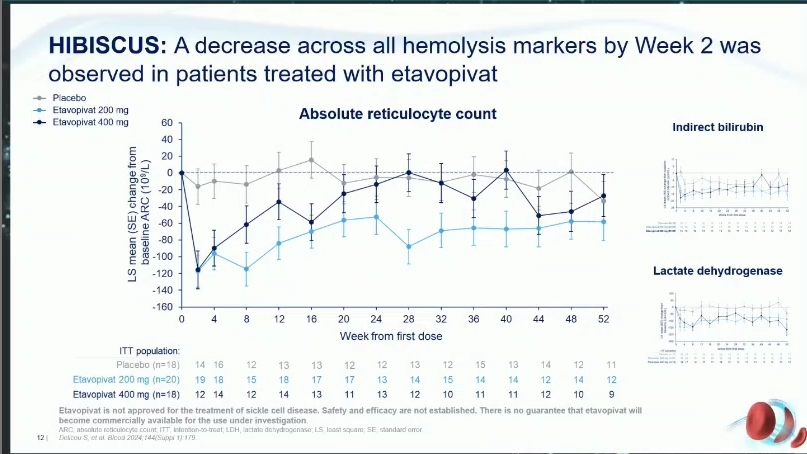 HIBISCUS: A decrease across all hemolysis markers by Week 2 was
observed in patients treated with etavopivat
Placebo
Etavopivat 200 mg
Etavopivat 400 mg
Absolute reticulocyte count
LS mean (SE) change from
baseline ARC (10⁹/L)
60
40
20
0
-20
-40
-60
-80
-100
-120
-140
-160
0 4 8 12 16 20 24 28 32 36 40 44 48 52
Week from first dose
ITT population:
Placebo (n=18) 14 16 12 13 13 12 12 13 12 15 13 14 12 11
Etavopivat 200 mg (n=20) 19 18 15 18 17 17 13 14 15 14 14 12 14 12
Etavopivat 400 mg (n=18) 12 14 12 14 13 11 13 12 10 11 11 12 10 9
Indirect bilirubin
Lactate dehydrogenase
Etavopivat is not approved for the treatment of sickle cell disease. Safety and efficacy are not established. There is no guarantee that etavopivat will
become commercially available for the use under investigation.
ARC, absolute reticulocyte count; ITT, intention-to-treat; LDH, lactate dehydrogenase; LS, least square; SE, standard error.
12 | Delicou S, et al. Blood 2024;144(Suppl 1):179.